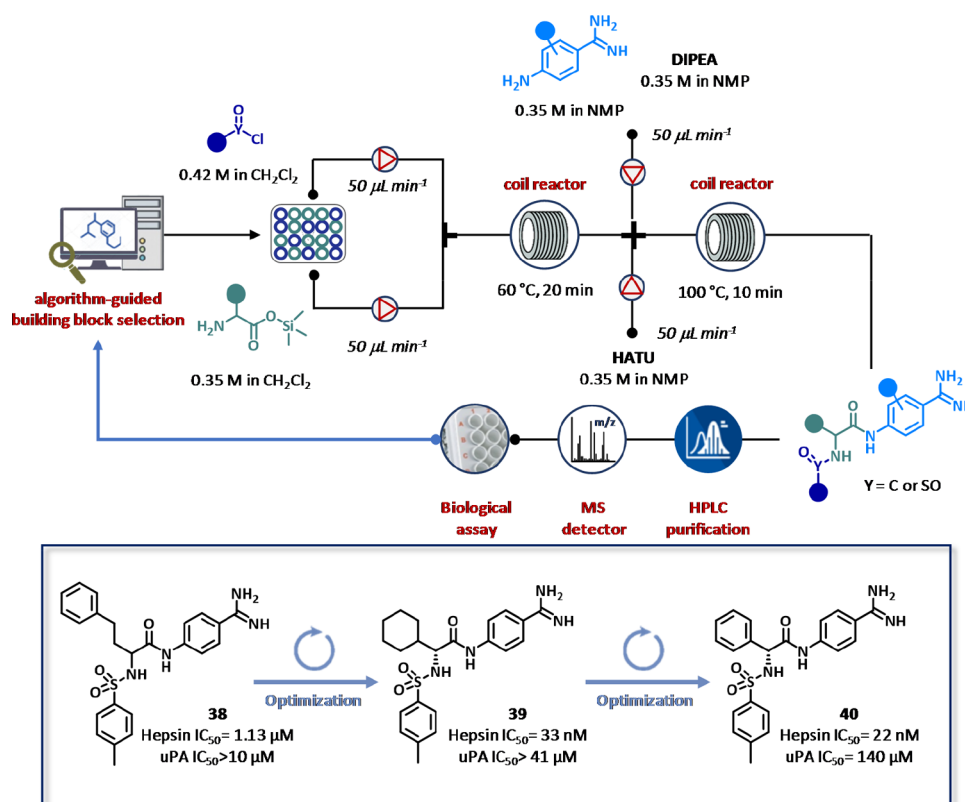 NH₂
NH
H₂N
0.35 M in NMP
DIPEA
0.35 M in NMP
50 µL min⁻¹
O
Y
Cl
0.42 M in CH₂Cl₂
50 µL min⁻¹
coil reactor
coil reactor
60 °C, 20 min
100 °C, 10 min
algorithm-guided
building block selection
H₂N
O
Si
O
0.35 M in CH₂Cl₂
50 µL min⁻¹
50 µL min⁻¹
HATU
0.35 M in NMP
m/z
Biological
assay
MS
detector
HPLC
purification
NH₂
O
N
H
NH
O
Y
Y = C or SO
NH₂
NH
O
N
H
NH
O
S
O
38
Hepsin IC₅₀= 1.13 µM
uPA IC₅₀>10 µM
Optimization
NH₂
NH
O
N
H
NH
O
S
O
39
Hepsin IC₅₀= 33 nM
uPA IC₅₀> 41 µM
Optimization
NH₂
NH
O
N
H
NH
O
S
O
40
Hepsin IC₅₀= 22 nM
uPA IC₅₀= 140 µM